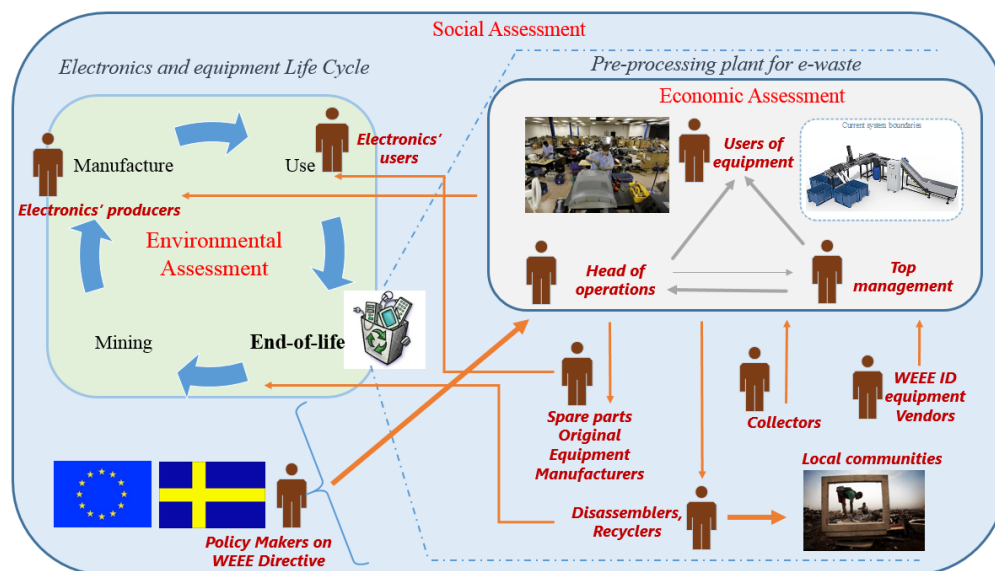 Social Assessment
Electronics and equipment Life Cycle
Pre-processing plant for e-waste
Economic Assessment
Manufacture
Use
Electronics’
users
Electronics’ producers
Environmental
Assessment
Mining
End-of-life
Users of
equipment
Current system boundaries
Head of
operations
Top
management
Spare parts
Original
Equipment
Manufacturers
Collectors
WEEE ID
equipment
Vendors
Local communities
Disassemblers,
Recyclers
Policy Makers on
WEEE Directive